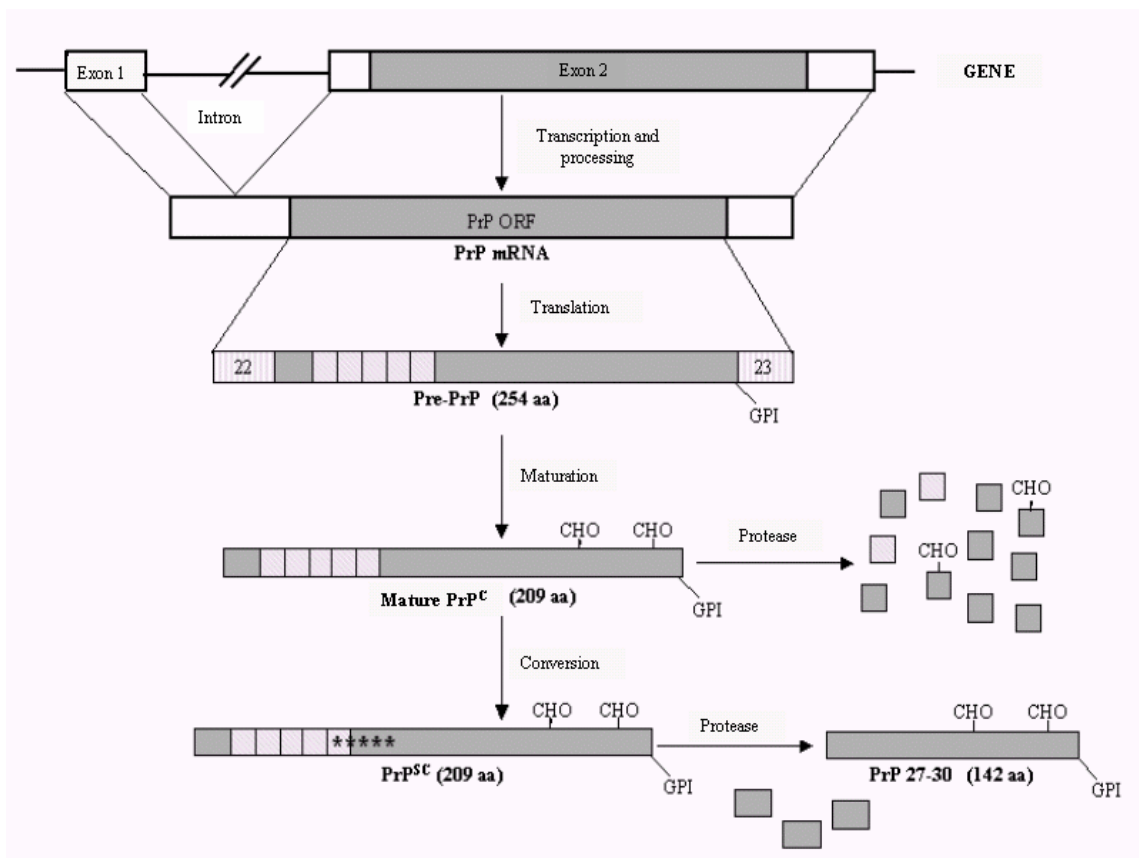 Exon 1
Exon 2
GENE
Intron
Transcription and
processing
PrP ORF
PrP mRNA
Translation
22
23
Pre-PrP (254 aa)
GPI
Maturation
CHO
CHO
Protease
CHO
CHO
Mature PrPᶜ (209 aa)
GPI
Conversion
CHO
CHO
Protease
CHO
CHO
*****
PrPˢᶜ (209 aa)
GPI
PrP 27-30 (142 aa)
GPI